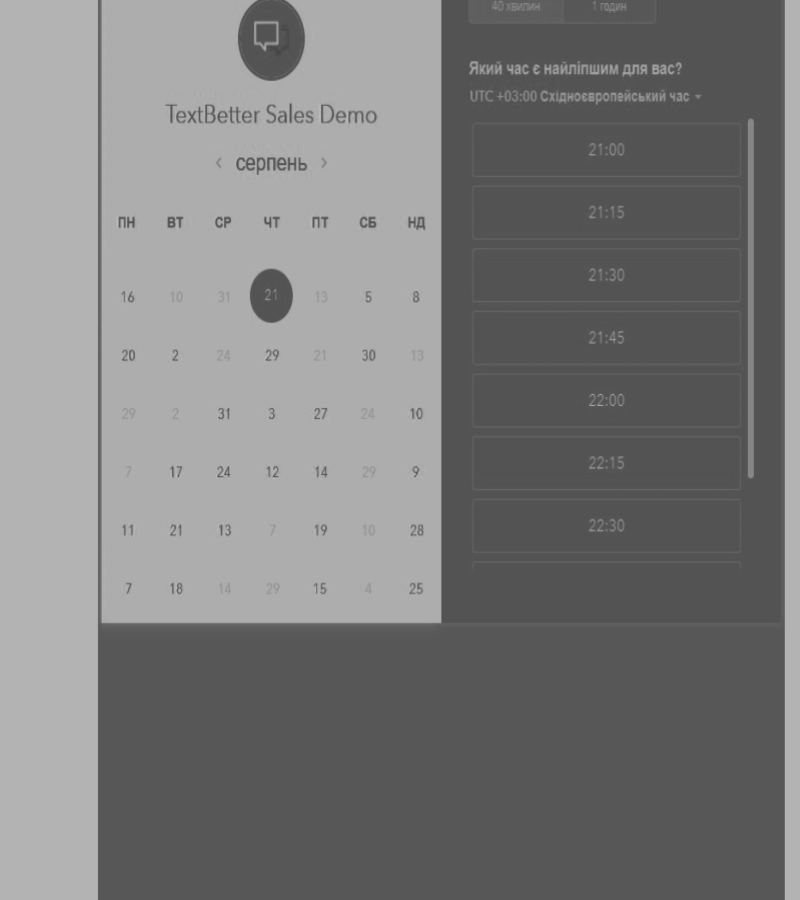 40 хвилин 1 годин
TextBetter Sales Demo
серпень
ПН ВТ СР ЧТ ПТ СБ НД
16 10 31 21 13 5 8
20 2 24 29 21 30 13
29 2 31 3 27 24 10
7 17 24 12 14 29 9
11 21 13 7 19 10 28
7 18 14 29 15 4 25
Який час є найліпшим для вас?
UTC +03:00 Східноєвропейський час
21:00
21:15
21:30
21:45
22:00
22:15
22:30